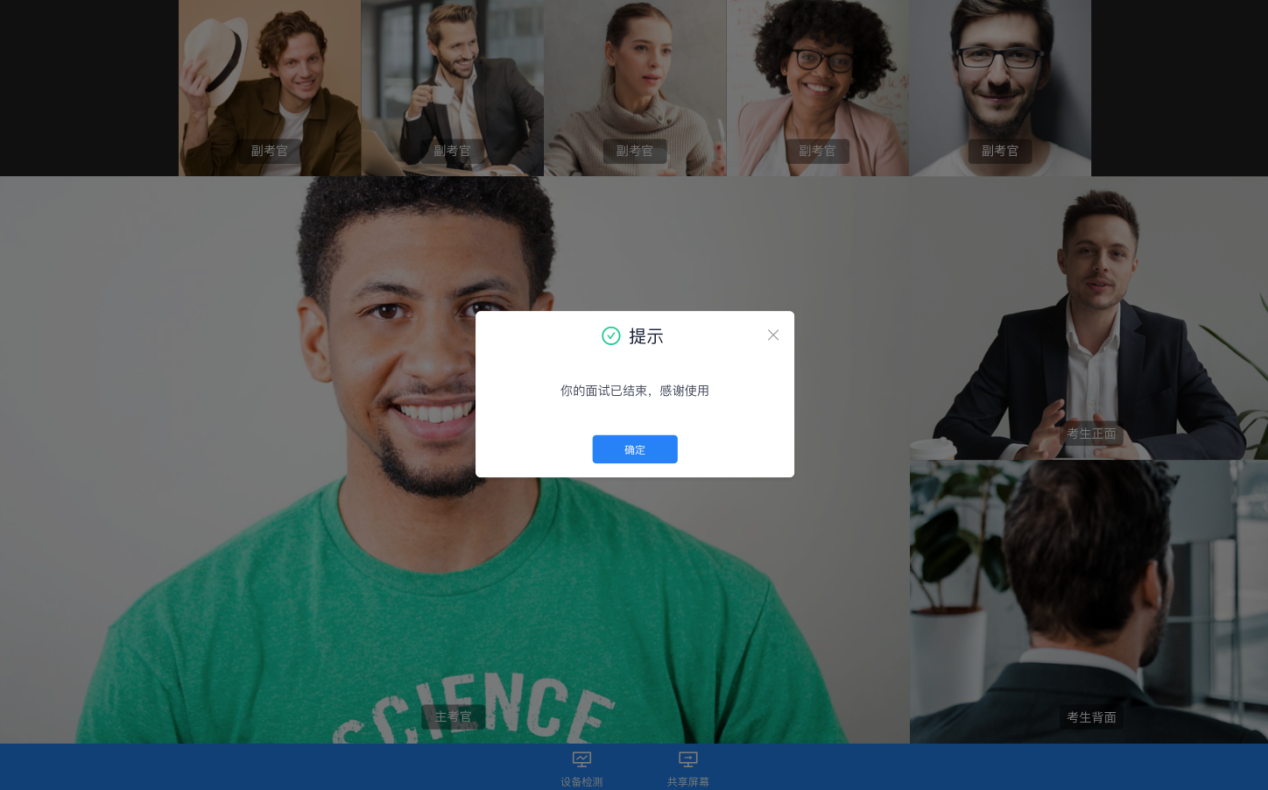 副考官
副考官
副考官
副考官
副考官
提示
你的面试已结束，感谢使用
确定
考生正面
SCIENCE
主考官
考生背面
设备检测
共享屏幕